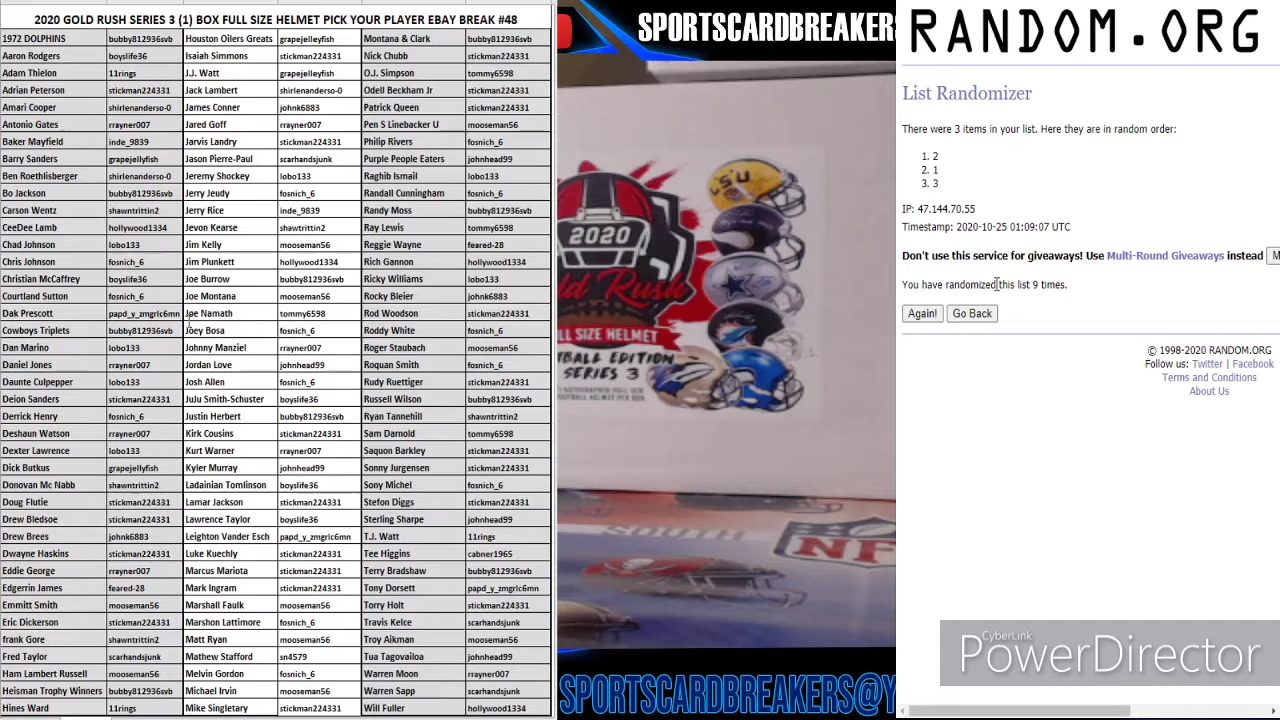 2020 GOLD RUSH SERIES 3 (1) BOX FULL SIZE HELMET PICK YOUR PLAYER EBAY BREAK #48
1972 DOLPHINS bubby812936svb Houston Oilers Greats grapejelleyfish Montana & Clark bubby812936svb
Aaron Rodgers boyslife36 Isaiah Simmons stickman224331 Nick Chubb stickman224331
Adam Thielon 11rings J.J. Watt grapejelleyfish O.J. Simpson tommy6598
Adrian Peterson stickman224331 Jack Lambert shirlenanderso-0 Odell Beckham Jr stickman224331
Amari Cooper shirlenanderso-0 James Conner johnk6883 Patrick Queen stickman224331
Antonio Gates rrayner007 Jared Goff rrayner007 Pen S Linebacker U mooseman56
Baker Mayfield inde_9839 Jarvis Landry stickman224331 Philip Rivers fosnich_6
Barry Sanders grapejellyfish Jason Pierre-Paul scarhandsjunk Purple People Eaters johnhead99
Ben Roethlisberger shirlenanderso-0 Jeremy Shockey lobo133 Raghib Ismail lobo133
Bo Jackson bubby812936svb Jerry Jeudy fosnich_6 Randall Cunningham fosnich_6
Carson Wentz shawntrittin2 Jerry Rice inde_9839 Randy Moss bubby812936svb
CeeDee Lamb hollywood1334 Jevon Kearse shawtrittin2 Ray Lewis tommy6598
Chad Johnson lobo133 Jim Kelly mooseman56 Reggie Wayne feared-28
Chris Johnson fosnich_6 Jim Plunkett hollywood1334 Rich Gannon hollywood1334
Christian McCaffrey boyslife36 Joe Burrow bubby812936svb Ricky Williams lobo133
Courtland Sutton fosnich_6 Joe Montana mooseman56 Rocky Bleier johnk6883
Dak Prescott papd_y_zmgrlc6mn Joe Namath tommy6598 Rod Woodson johnhead99
Cowboys Triplets bubby812936svb Joey Bosa fosnich_6 Roddy White fosnich_6
Dan Marino lobo133 Johnny Manziel rrayner007 Roger Staubach mooseman56
Daniel Jones rrayner007 Jordan Love johnhead99 Roquan Smith fosnich_6
Daunte Culpepper lobo133 Josh Allen fosnich_6 Rudy Ruettiger stickman224331
Deion Sanders stickman224331 JuJu Smith-Schuster boyslife36 Russell Wilson bubby812936svb
Derrick Henry fosnich_6 Justin Herbert bubby812936svb Ryan Tannehill shawtrittin2
Deshaun Watson rrayner007 Kirk Cousins stickman224331 Sam Darnold tommy6598
Dexter Lawrence lobo133 Kurt Warner rrayner007 Saquon Barkley stickman224331
Dick Butkus grapejellyfish Kyler Murray johnhead99 Sonny Jurgensen stickman224331
Donovan Mc Nabb shawtrittin2 Ladainian Tomlinson boyslife36 Sony Michel fosnich_6
Doug Flutie stickman224331 Lamar Jackson stickman224331 Stefon Diggs stickman224331
Drew Bledsoe stickman224331 Lawrence Taylor boyslife36 Sterling Sharpe johnhead99
Drew Brees johnk6883 Leighton Vander Esch papd_y_zmgrlc6mn T.J. Watt 11rings
Dwayne Haskins stickman224331 Luke Kuechly stickman224331 Tee Higgins cabner1965
Eddie George rrayner007 Marcus Mariota stickman224331 Terry Bradshaw bubby812936svb
Edgerrin James feared-28 Mark Ingram stickman224331 Tony Dorsett papd_y_zmgrlc6mn
Emmitt Smith mooseman56 Marshall Faulk mooseman56 Torry Holt stickman224331
Eric Dickerson stickman224331 Marshon Lattimore fosnich_6 Travis Kelce scarhandsjunk
frank Gore shawtrittin2 Matt Ryan mooseman56 Troy Aikman mooseman56
Fred Taylor scarhandsjunk Mathew Stafford sn4579 Tua Tagovailoa johnhead99
Ham Lambert Russell mooseman56 Melvin Gordon fosnich_6 Warren Moon rrayner007
Heisman Trophy Winners bubby812936svb Michael Irvin mooseman56 Warren Sapp scarhandsjunk
Hines Ward 11rings Mike Singletary mooseman56 Will Fuller hollywood1334
SPORTSCARDBREAKERS
LSU
2020
Gold Rush
FULL SIZE HELMET
FOOTBALL EDITION
SERIES 3
SOUTH
NFL
SPORTSCARDBREAKERS@Y
RANDOM.ORG
List Randomizer
There were 3 items in your list. Here they are in random order:
1. 2
2. 1
3. 3
IP: 47.144.70.55
Timestamp: 2020-10-25 01:09:07 UTC
Don't use this service for giveaways! Use Multi-Round Giveaways instead M
You have randomized this list 9 times.
Again! Go Back
© 1998-2020 RANDOM.ORG
Follow us: Twitter | Facebook
Terms and Conditions
About Us
CyberLink
PowerDirector